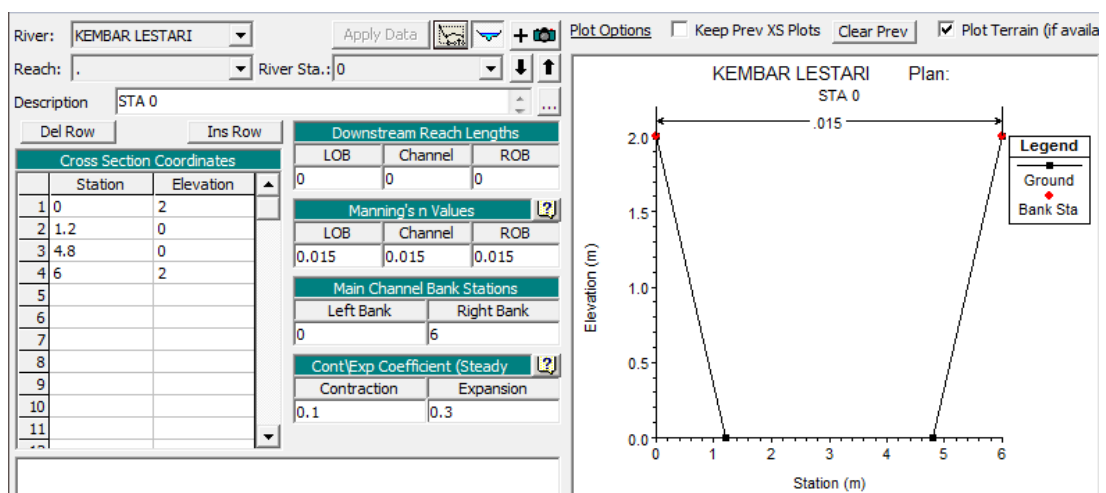 River: KEMBAR LESTARI Apply Data
Reach: . River Sta.: 0
Description STA 0 ...
Del Row Ins Row
Cross Section Coordinates
Station Elevation
1 0 2
2 1.2 0
3 4.8 0
4 6 2
5
6
7
8
9
10
11
Downstream Reach Lengths
LOB Channel ROB
0 0 0
Manning's n Values ?
LOB Channel ROB
0.015 0.015 0.015
Main Channel Bank Stations
Left Bank Right Bank
0 6
Cont\Exp Coefficient (Steady ?
Contraction Expansion
0.1 0.3
Plot Options Keep Prev XS Plots Clear Prev Plot Terrain (if availa
KEMBAR LESTARI Plan:
STA 0
.015
Legend
Ground
Bank Sta
2.0
1.5
1.0
0.5
0.0
Elevation (m)
0 1 2 3 4 5 6
Station (m)